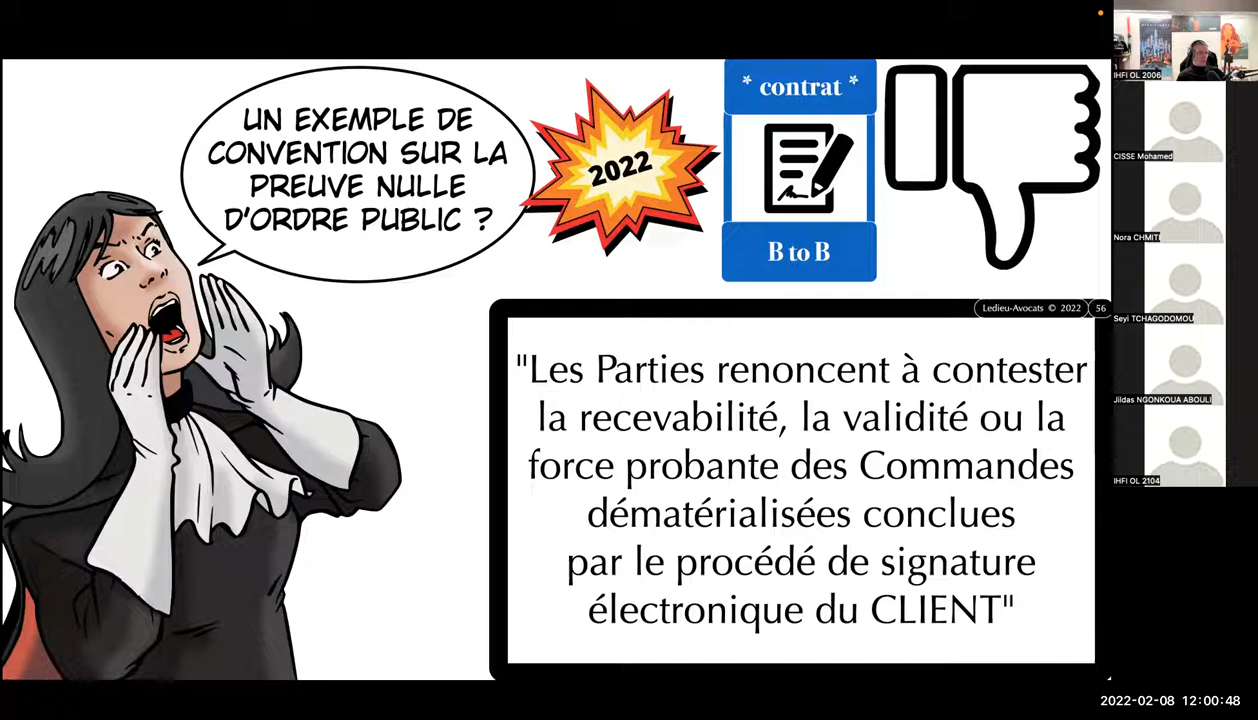 UN EXEMPLE DE
CONVENTION SUR LA
PREUVE NULLE
D'ORDRE PUBLIC ?
2022
* contrat *
B to B
Ledieu-Avocats © 2022 56
"Les Parties renoncent à contester
la recevabilité, la validité ou la
force probante des Commandes
dématérialisées conclues
par le procédé de signature
électronique du CLIENT"
IHFI OL 2006
CISSE Mohamed
Nora CHMITI
Seyi TCHAGODOMOU
Jildas NGONKOUA ABOULI
IHFI OL 2104
2022-02-08 12:00:48